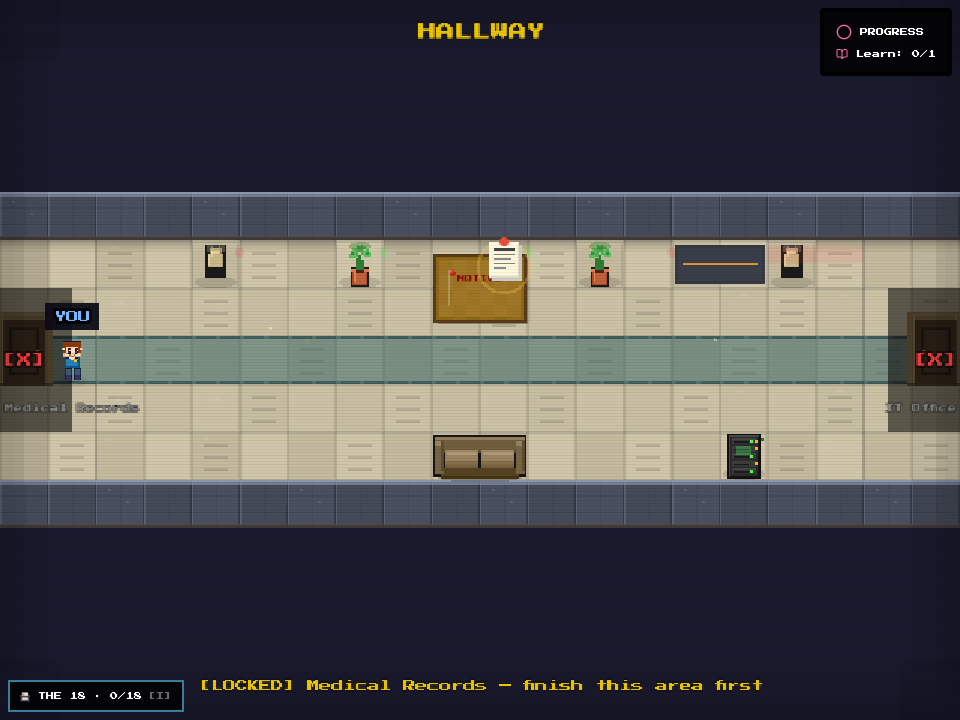 HALLWAY
PROGRESS
Learn: 0/1
YOU
[X]
[X]
Medical Records
IT Office
[LOCKED] Medical Records — finish this area first
THE 18 · 0/18 [I]